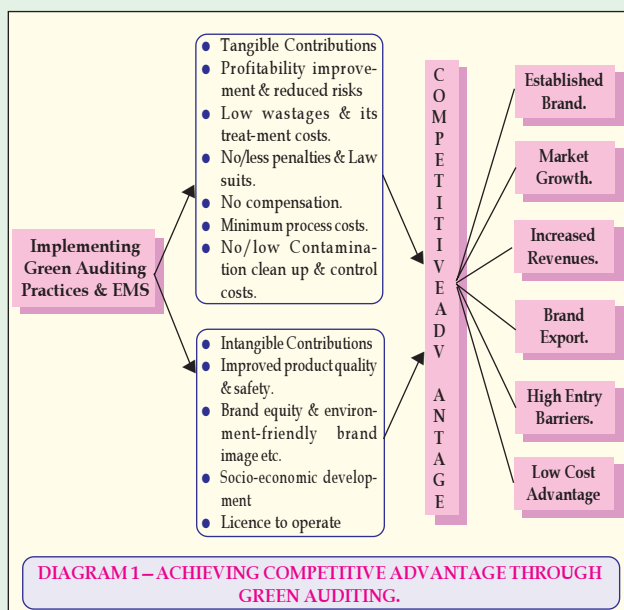 Implementing
Green Auditing
Practices & EMS
● Tangible Contributions
● Profitability improve-
ment & reduced risks
● Low wastages & its
treat-ment costs.
● No/less penalties & Law
suits.
● No compensation.
● Minimum process costs.
● No/low Contamina-
tion clean up & control
costs.
● Intangible Contributions
● Improved product quality
& safety.
● Brand equity & environ-
ment-friendly brand
image etc.
● Socio-economic develop-
ment
● Licence to operate
COMPETITIVEADV ANTAGE
Established
Brand.
Market
Growth.
Increased
Revenues.
Brand
Export.
High Entry
Barriers.
Low Cost
Advantage
DIAGRAM 1 – ACHIEVING COMPETITIVE ADVANTAGE THROUGH
GREEN AUDITING.